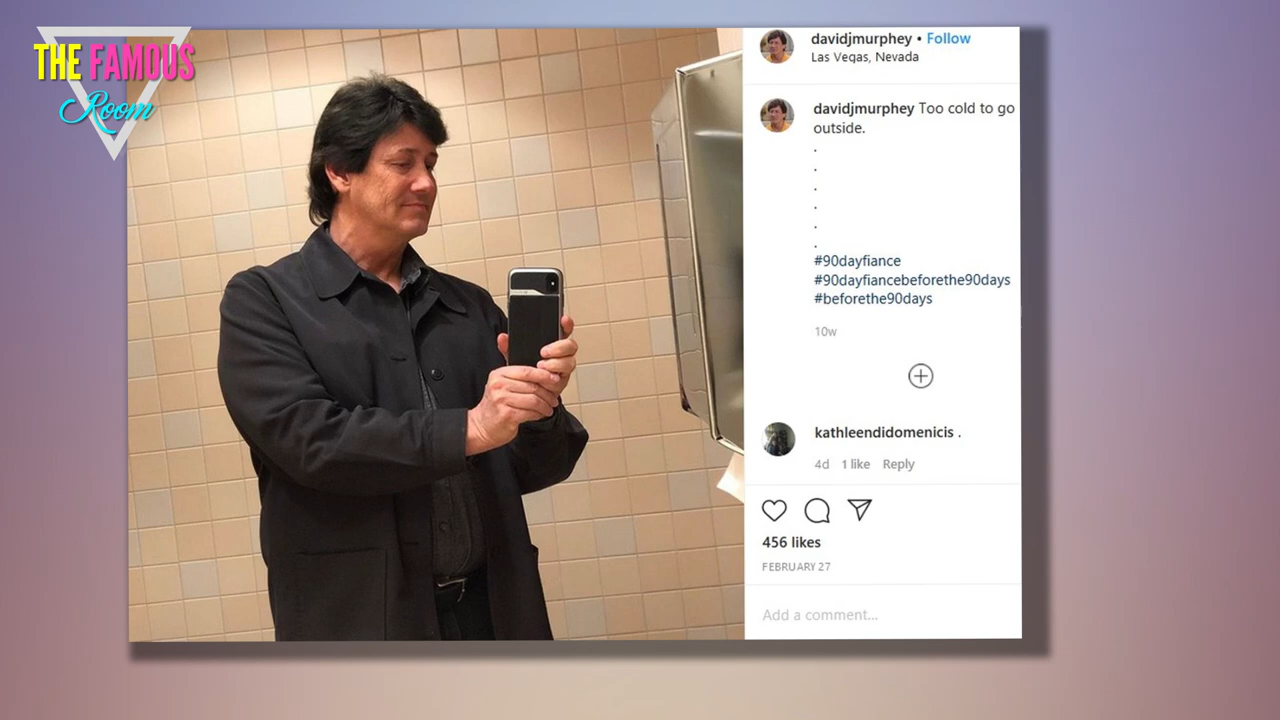 THE FAMOUS
Room
davidjmurphey • Follow
Las Vegas, Nevada
davidjmurphey Too cold to go
outside.
.
.
.
.
.
.
#90dayfiance
#90dayfiancebeforethe90days
#beforethe90days
10w
kathleendidomenicis .
4d 1 like Reply
456 likes
FEBRUARY 27
Add a comment...